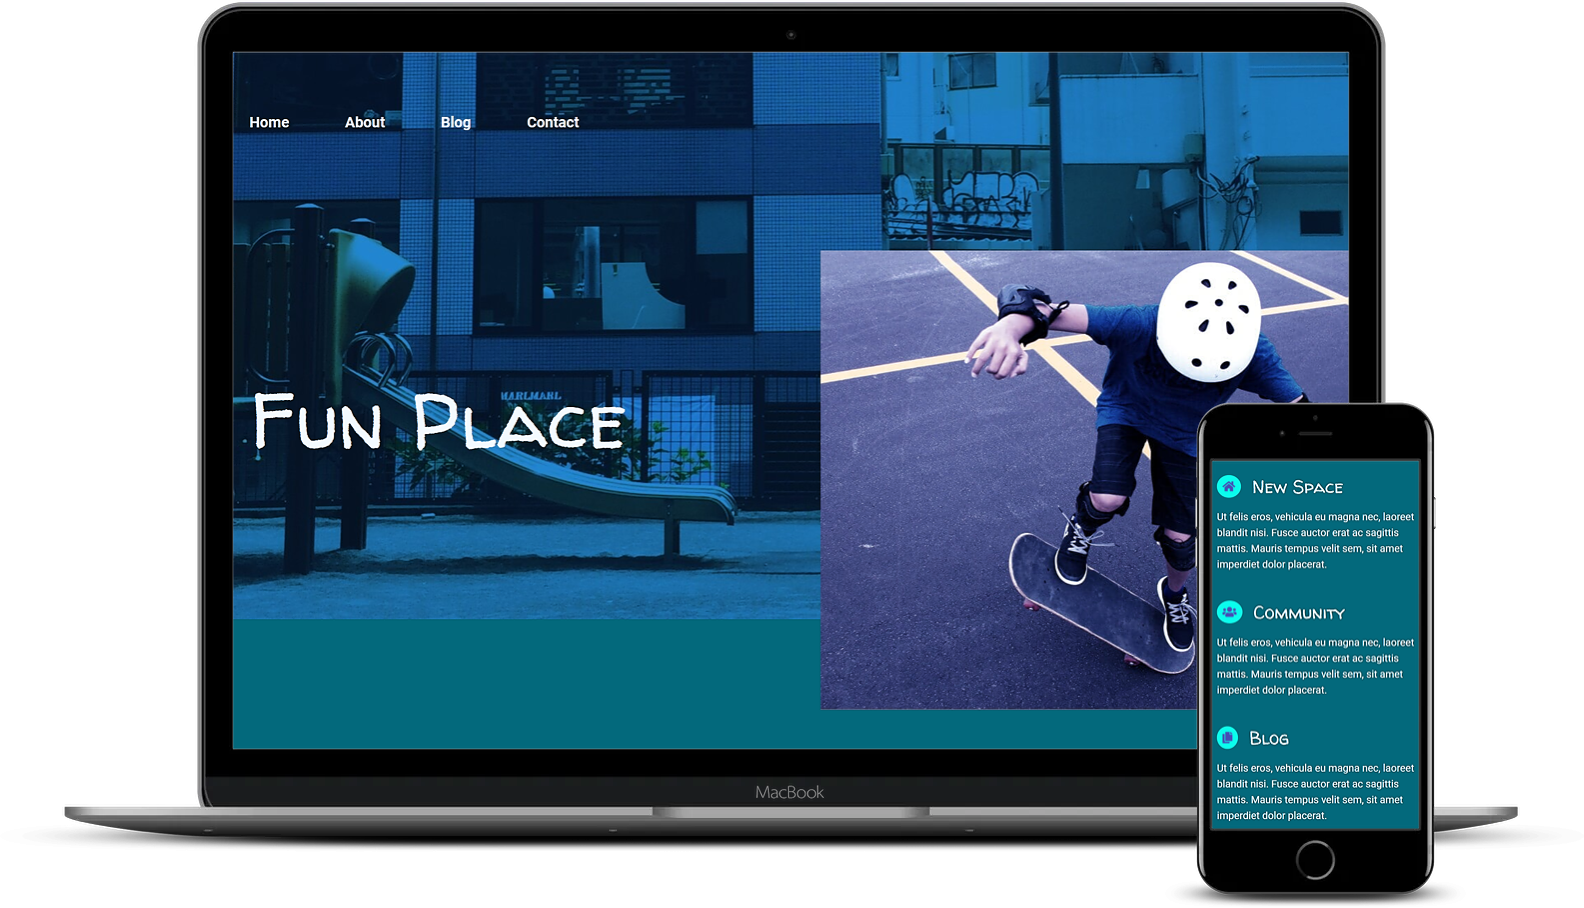 Home About Blog Contact
MARLMARL
Fun Place
MacBook
New Space
Ut felis eros, vehicula eu magna nec, laoreet
blandit nisi. Fusce auctor erat ac sagittis
mattis. Mauris tempus velit sem, sit amet
imperdiet dolor placerat.
Community
Ut felis eros, vehicula eu magna nec, laoreet
blandit nisi. Fusce auctor erat ac sagittis
mattis. Mauris tempus velit sem, sit amet
imperdiet dolor placerat.
Blog
Ut felis eros, vehicula eu magna nec, laoreet
blandit nisi. Fusce auctor erat ac sagittis
mattis. Mauris tempus velit sem, sit amet
imperdiet dolor placerat.